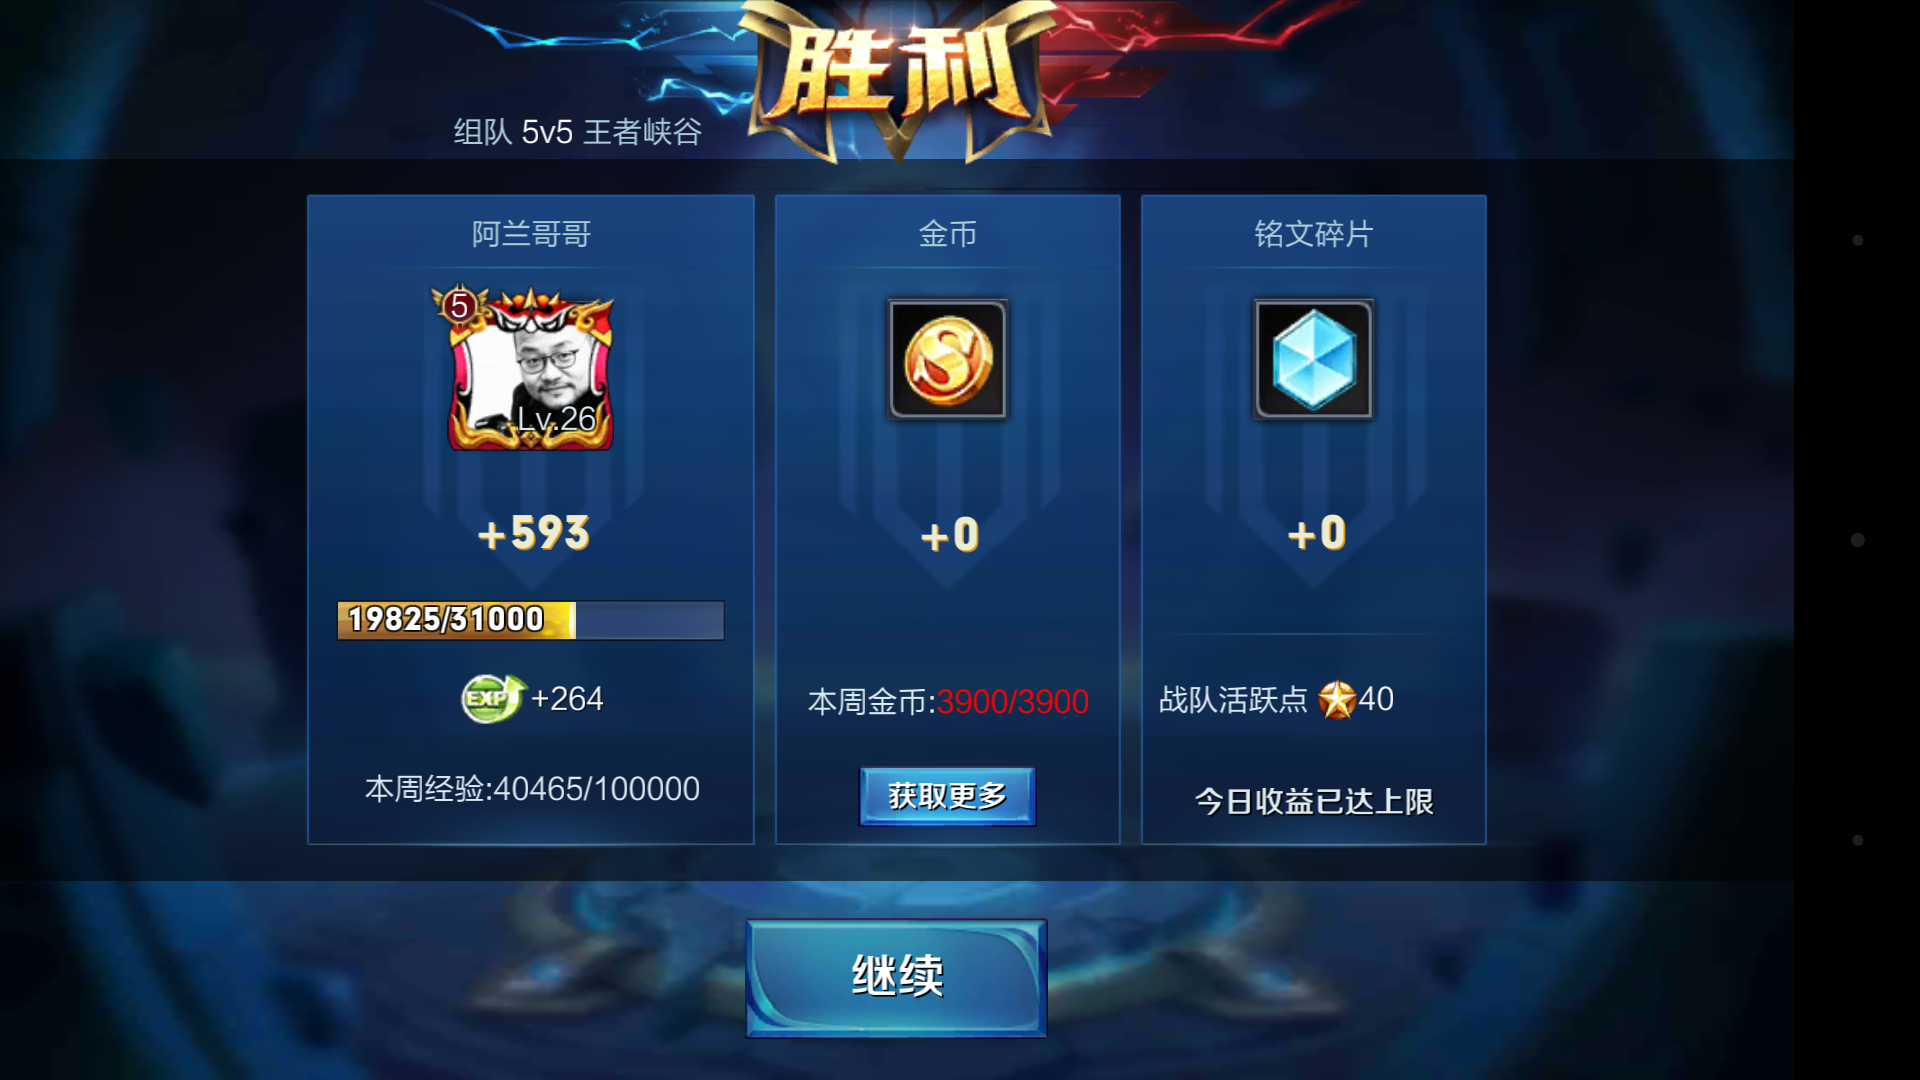 胜利
组队 5v5 王者峡谷
阿兰哥哥
5
Lv.26
+593
19825/31000
EXP +264
本周经验:40465/100000
金币
+0
本周金币:3900/3900
获取更多
铭文碎片
+0
战队活跃点 40
今日收益已达上限
继续